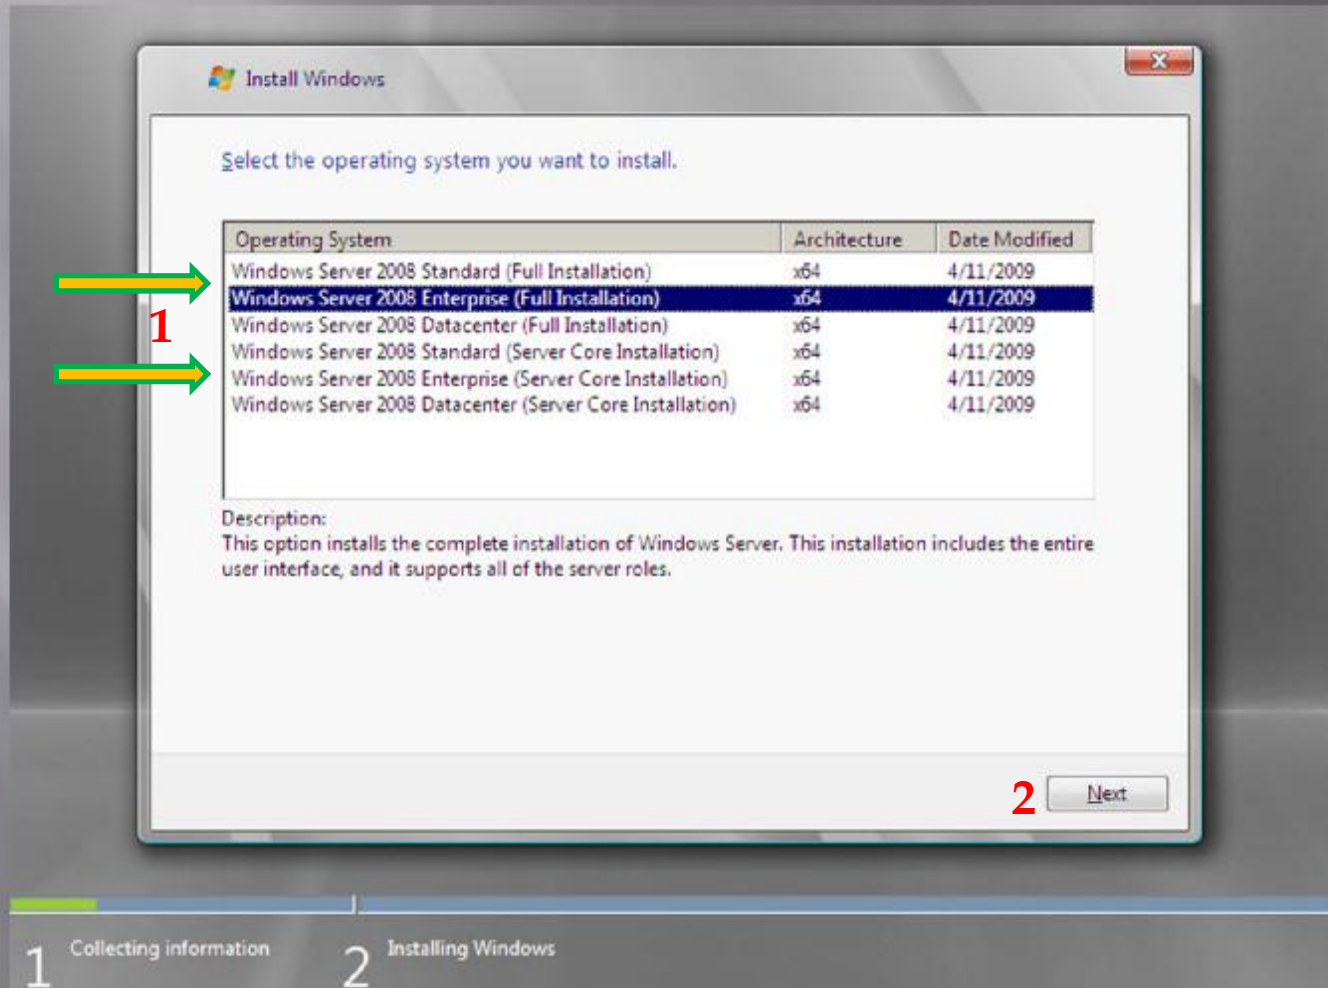 Install Windows
Select the operating system you want to install.
Operating System Architecture Date Modified
Windows Server 2008 Standard (Full Installation) x64 4/11/2009
Windows Server 2008 Enterprise (Full Installation) x64 4/11/2009
1
Windows Server 2008 Datacenter (Full Installation) x64 4/11/2009
Windows Server 2008 Standard (Server Core Installation) x64 4/11/2009
Windows Server 2008 Enterprise (Server Core Installation) x64 4/11/2009
Windows Server 2008 Datacenter (Server Core Installation) x64 4/11/2009
Description:
This option installs the complete installation of Windows Server. This installation includes the entire
user interface, and it supports all of the server roles.
2 Next
1 Collecting information 2 Installing Windows